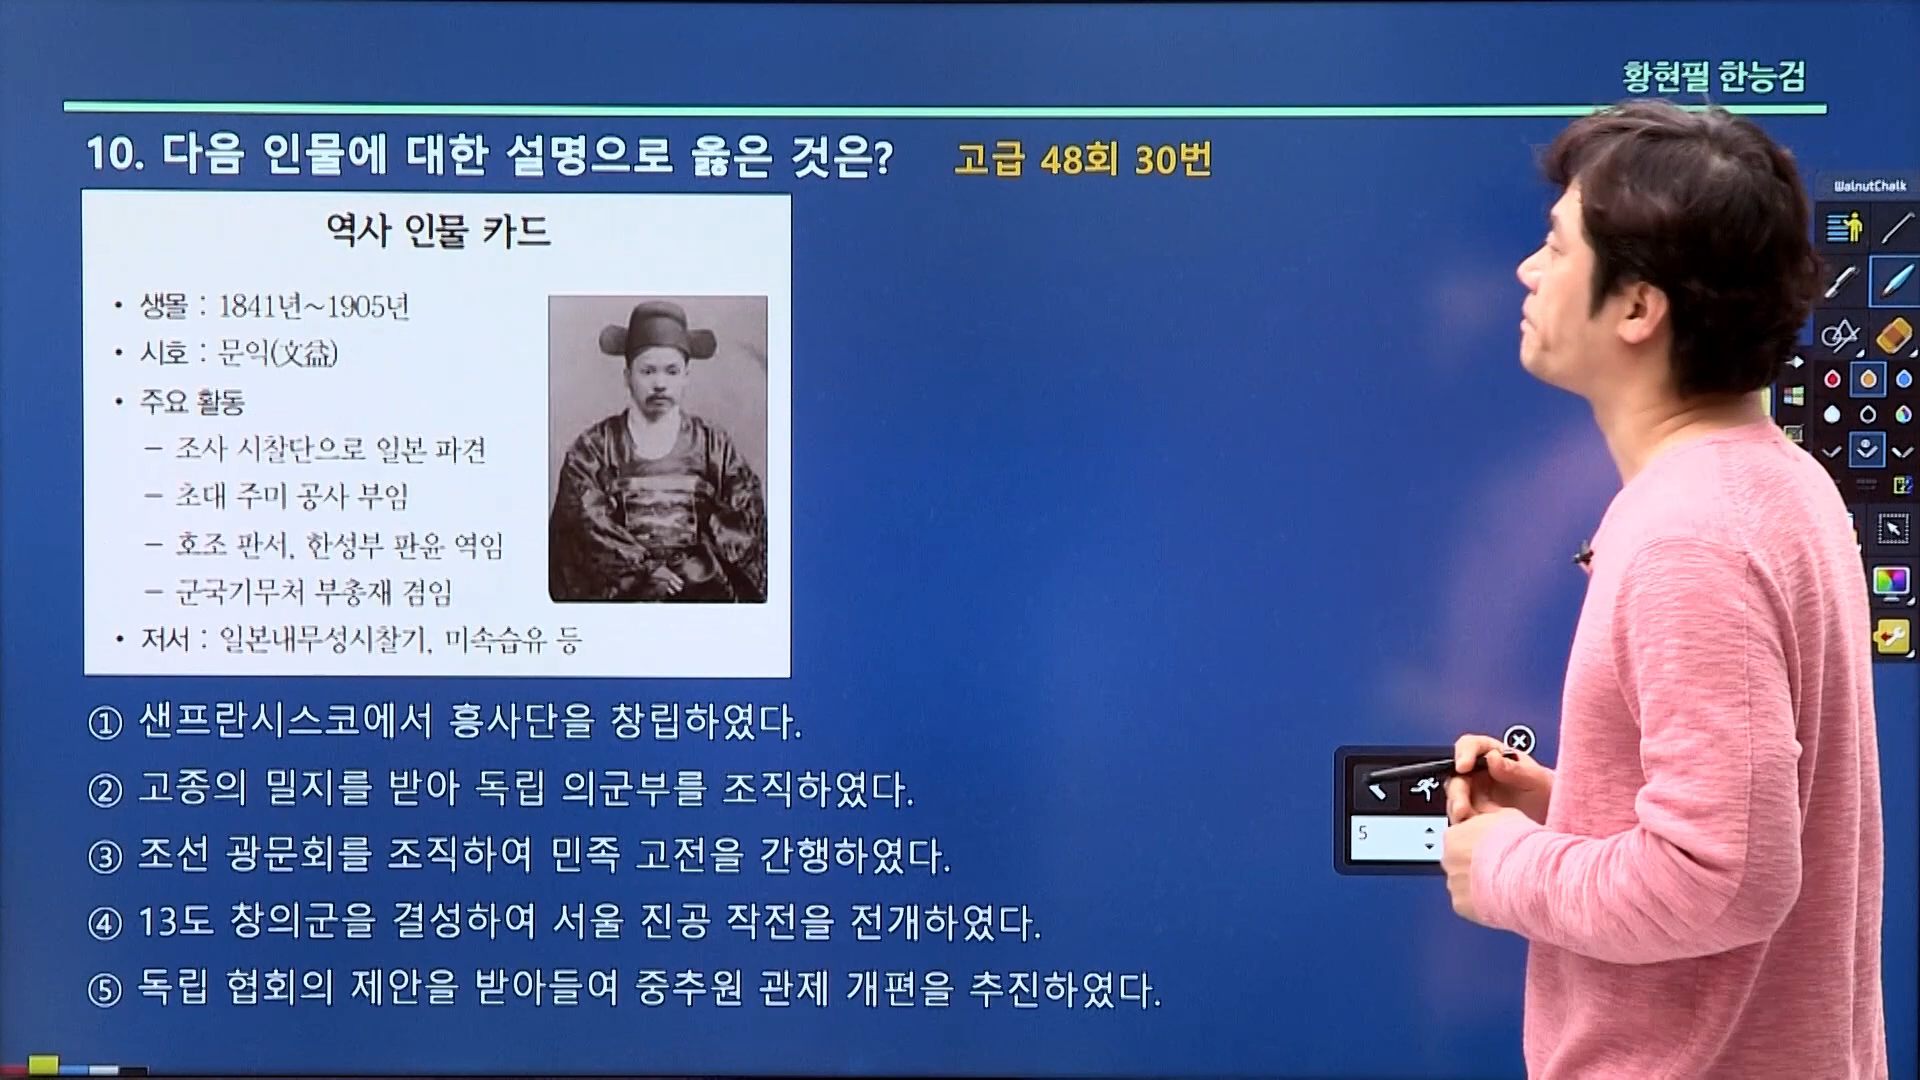 황현필 한능검
10. 다음 인물에 대한 설명으로 옳은 것은? 고급 48회 30번
WalnutChalk
역사 인물 카드
• 생몰 : 1841년~1905년
• 시호 : 문익(文益)
• 주요 활동
– 조사 시찰단으로 일본 파견
– 초대 주미 공사 부임
– 호조 판서, 한성부 판윤 역임
– 군국기무처 부총재 겸임
• 저서 : 일본내무성시찰기, 미속습유 등
① 샌프란시스코에서 흥사단을 창립하였다.
② 고종의 밀지를 받아 독립 의군부를 조직하였다.
5
③ 조선 광문회를 조직하여 민족 고전을 간행하였다.
④ 13도 창의군을 결성하여 서울 진공 작전을 전개하였다.
⑤ 독립 협회의 제안을 받아들여 중추원 관제 개편을 추진하였다.